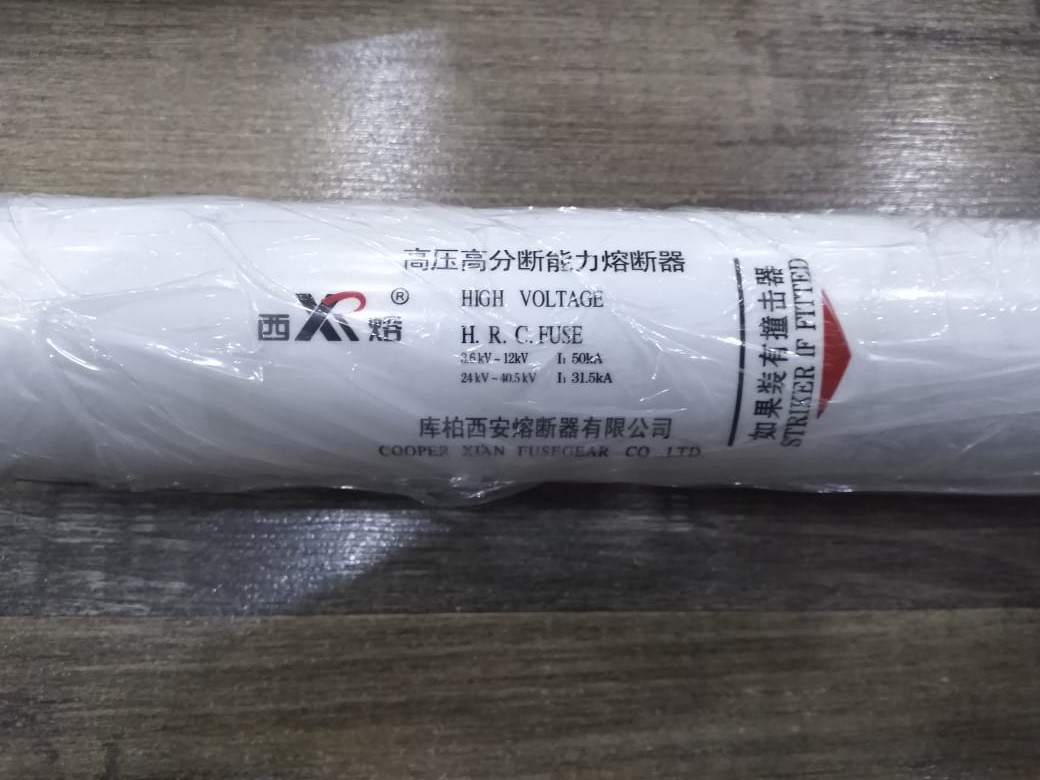 高压高分断能力熔断器
西XR熔®
HIGH VOLTAGE
H. R. C. FUSE
3.6kV~12kV I1 50kA
24kV~40.5kV I1 31.5kA
库柏西安熔断器有限公司
COOPER XI'AN FUSEGEAR CO LTD.
如果装有撞击器
STRIKER IF FITTED